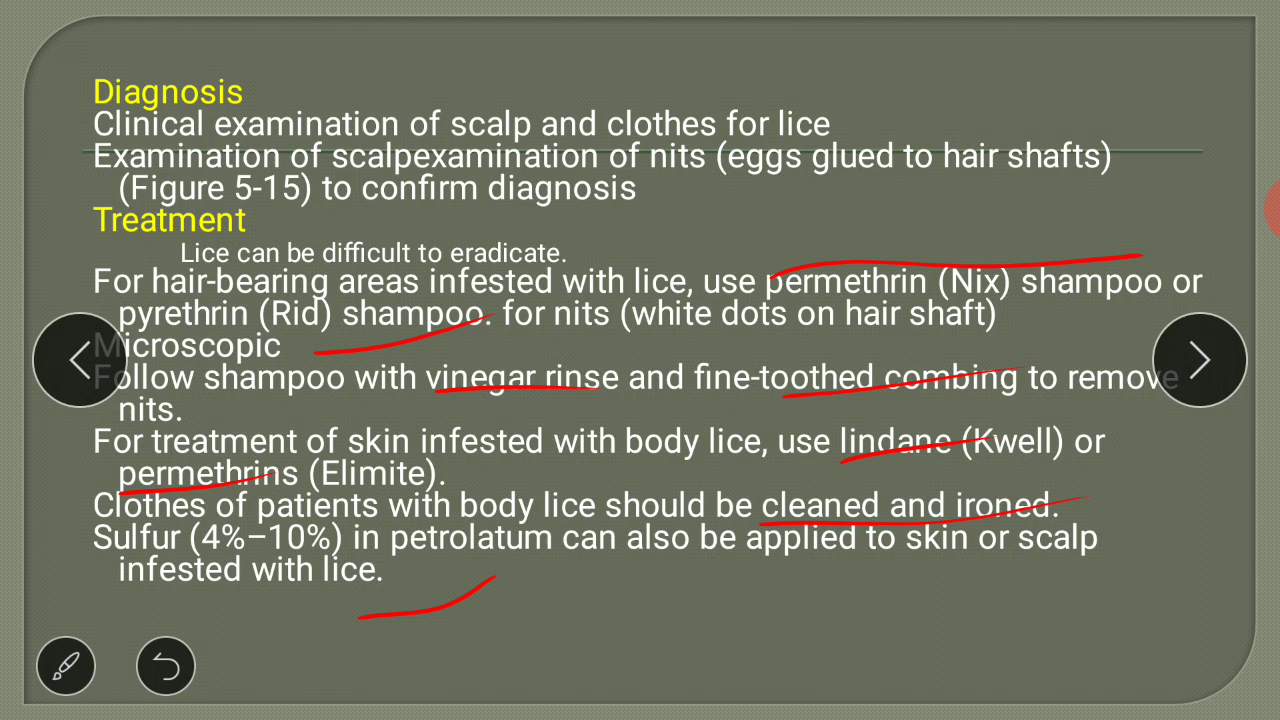 Diagnosis
Clinical examination of scalp and clothes for lice
Examination of scalpexamination of nits (eggs glued to hair shafts)
(Figure 5-15) to confirm diagnosis
Treatment
Lice can be difficult to eradicate.
For hair-bearing areas infested with lice, use permethrin (Nix) shampoo or
pyrethrin (Rid) shampoo. for nits (white dots on hair shaft)
Microscopic
Follow shampoo with vinegar rinse and fine-toothed combing to remove
nits.
For treatment of skin infested with body lice, use lindane (Kwell) or
permethrins (Elimite).
Clothes of patients with body lice should be cleaned and ironed.
Sulfur (4%–10%) in petrolatum can also be applied to skin or scalp
infested with lice.